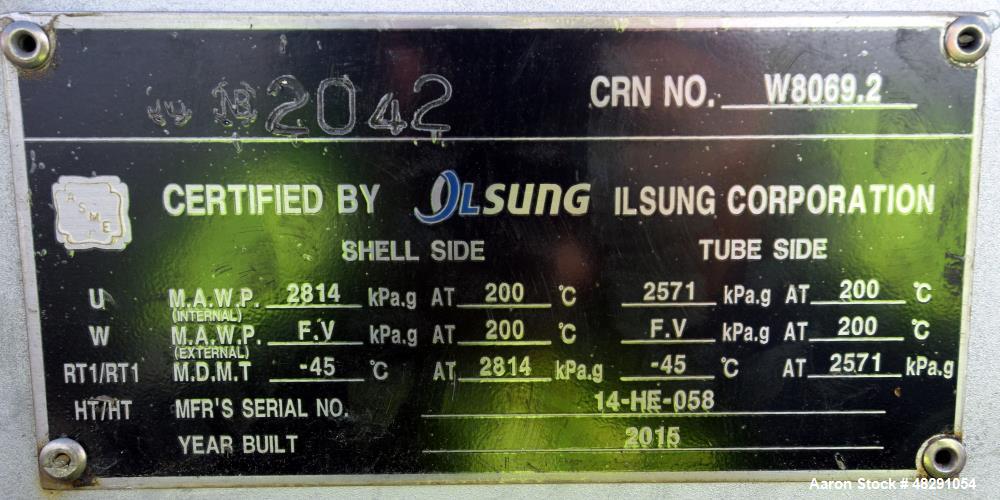 NB 2042
CRN NO. W8069.2
ASME
CERTIFIED BY ILSUNG ILSUNG CORPORATION
SHELL SIDE TUBE SIDE
U M.A.W.P. 2814 kPa.g AT 200 °C 2571 kPa.g AT 200 °C
(INTERNAL)
W M.A.W.P. F.V kPa.g AT 200 °C F.V kPa.g AT 200 °C
(EXTERNAL)
RT1/RT1 M.D.M.T -45 °C AT 2814 kPa.g -45 °C AT 2571 kPa.g
HT/HT MFR'S SERIAL NO. 14-HE-058
YEAR BUILT 2015
Aaron Stock # 48291054